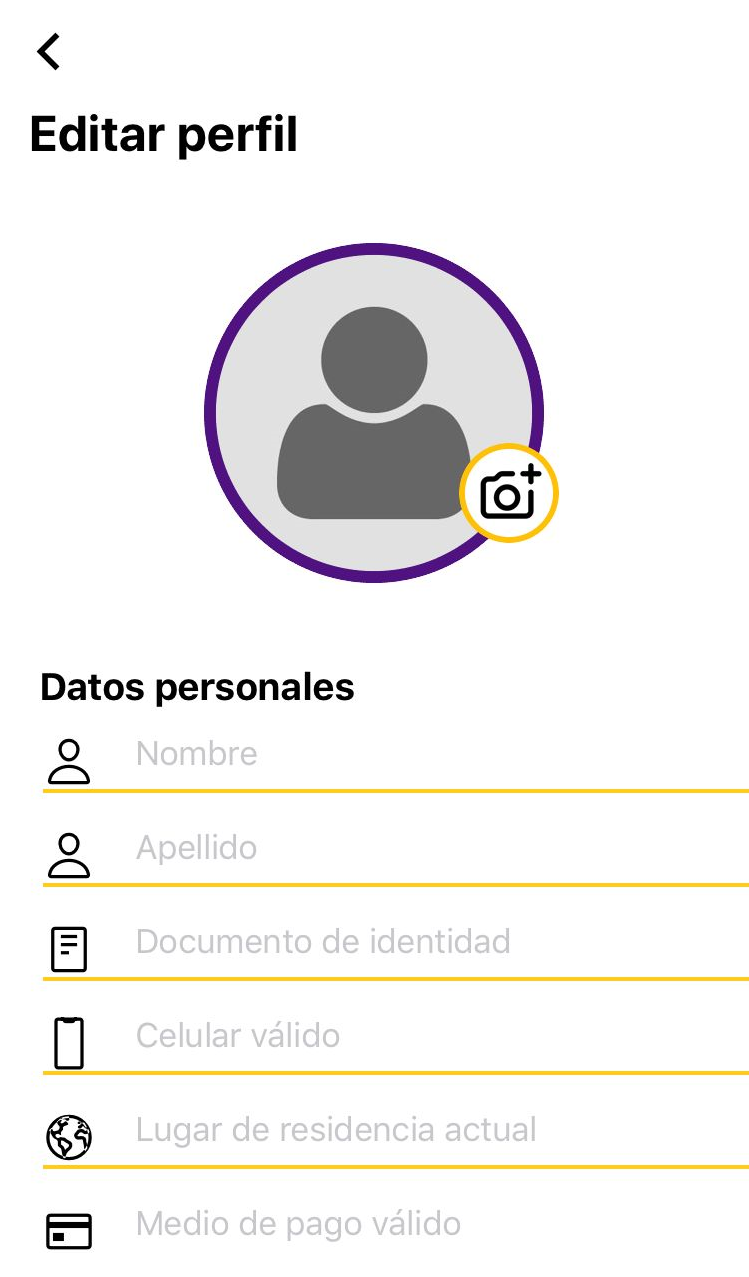 Editar perfil
Datos personales
Nombre
Apellido
Documento de identidad
Celular válido
Lugar de residencia actual
Medio de pago válido